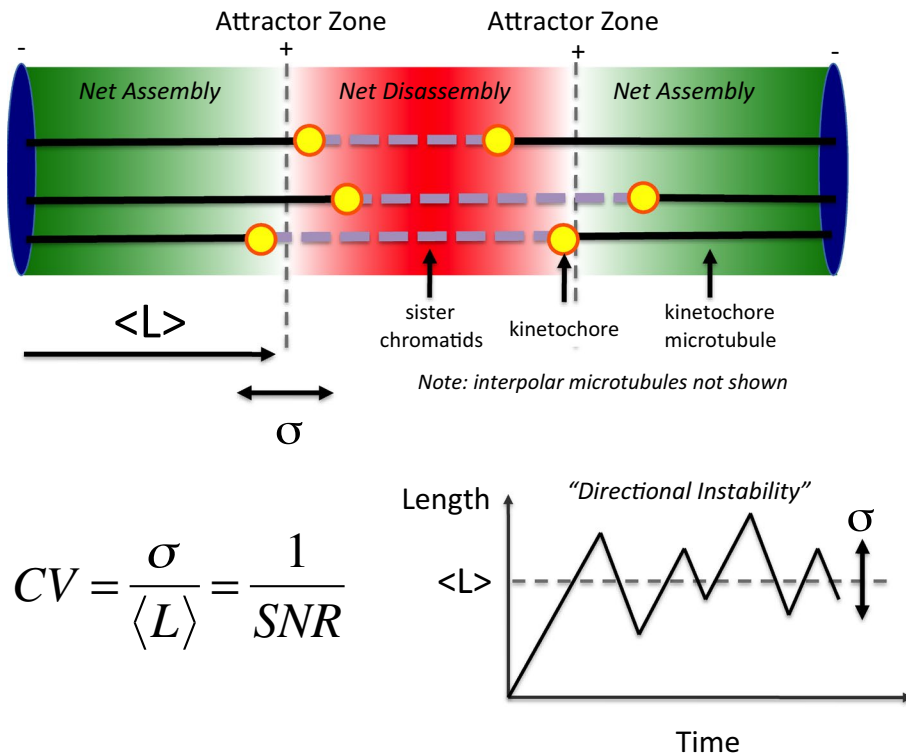 Attractor Zone Attractor Zone
- + + -
Net Assembly Net Disassembly Net Assembly
<L>
σ
sister
chromatids
kinetochore
kinetochore
microtubule
Note: interpolar microtubules not shown
CV = σ / ⟨L⟩ = 1 / SNR
Length
“Directional Instability”
σ
<L>
Time